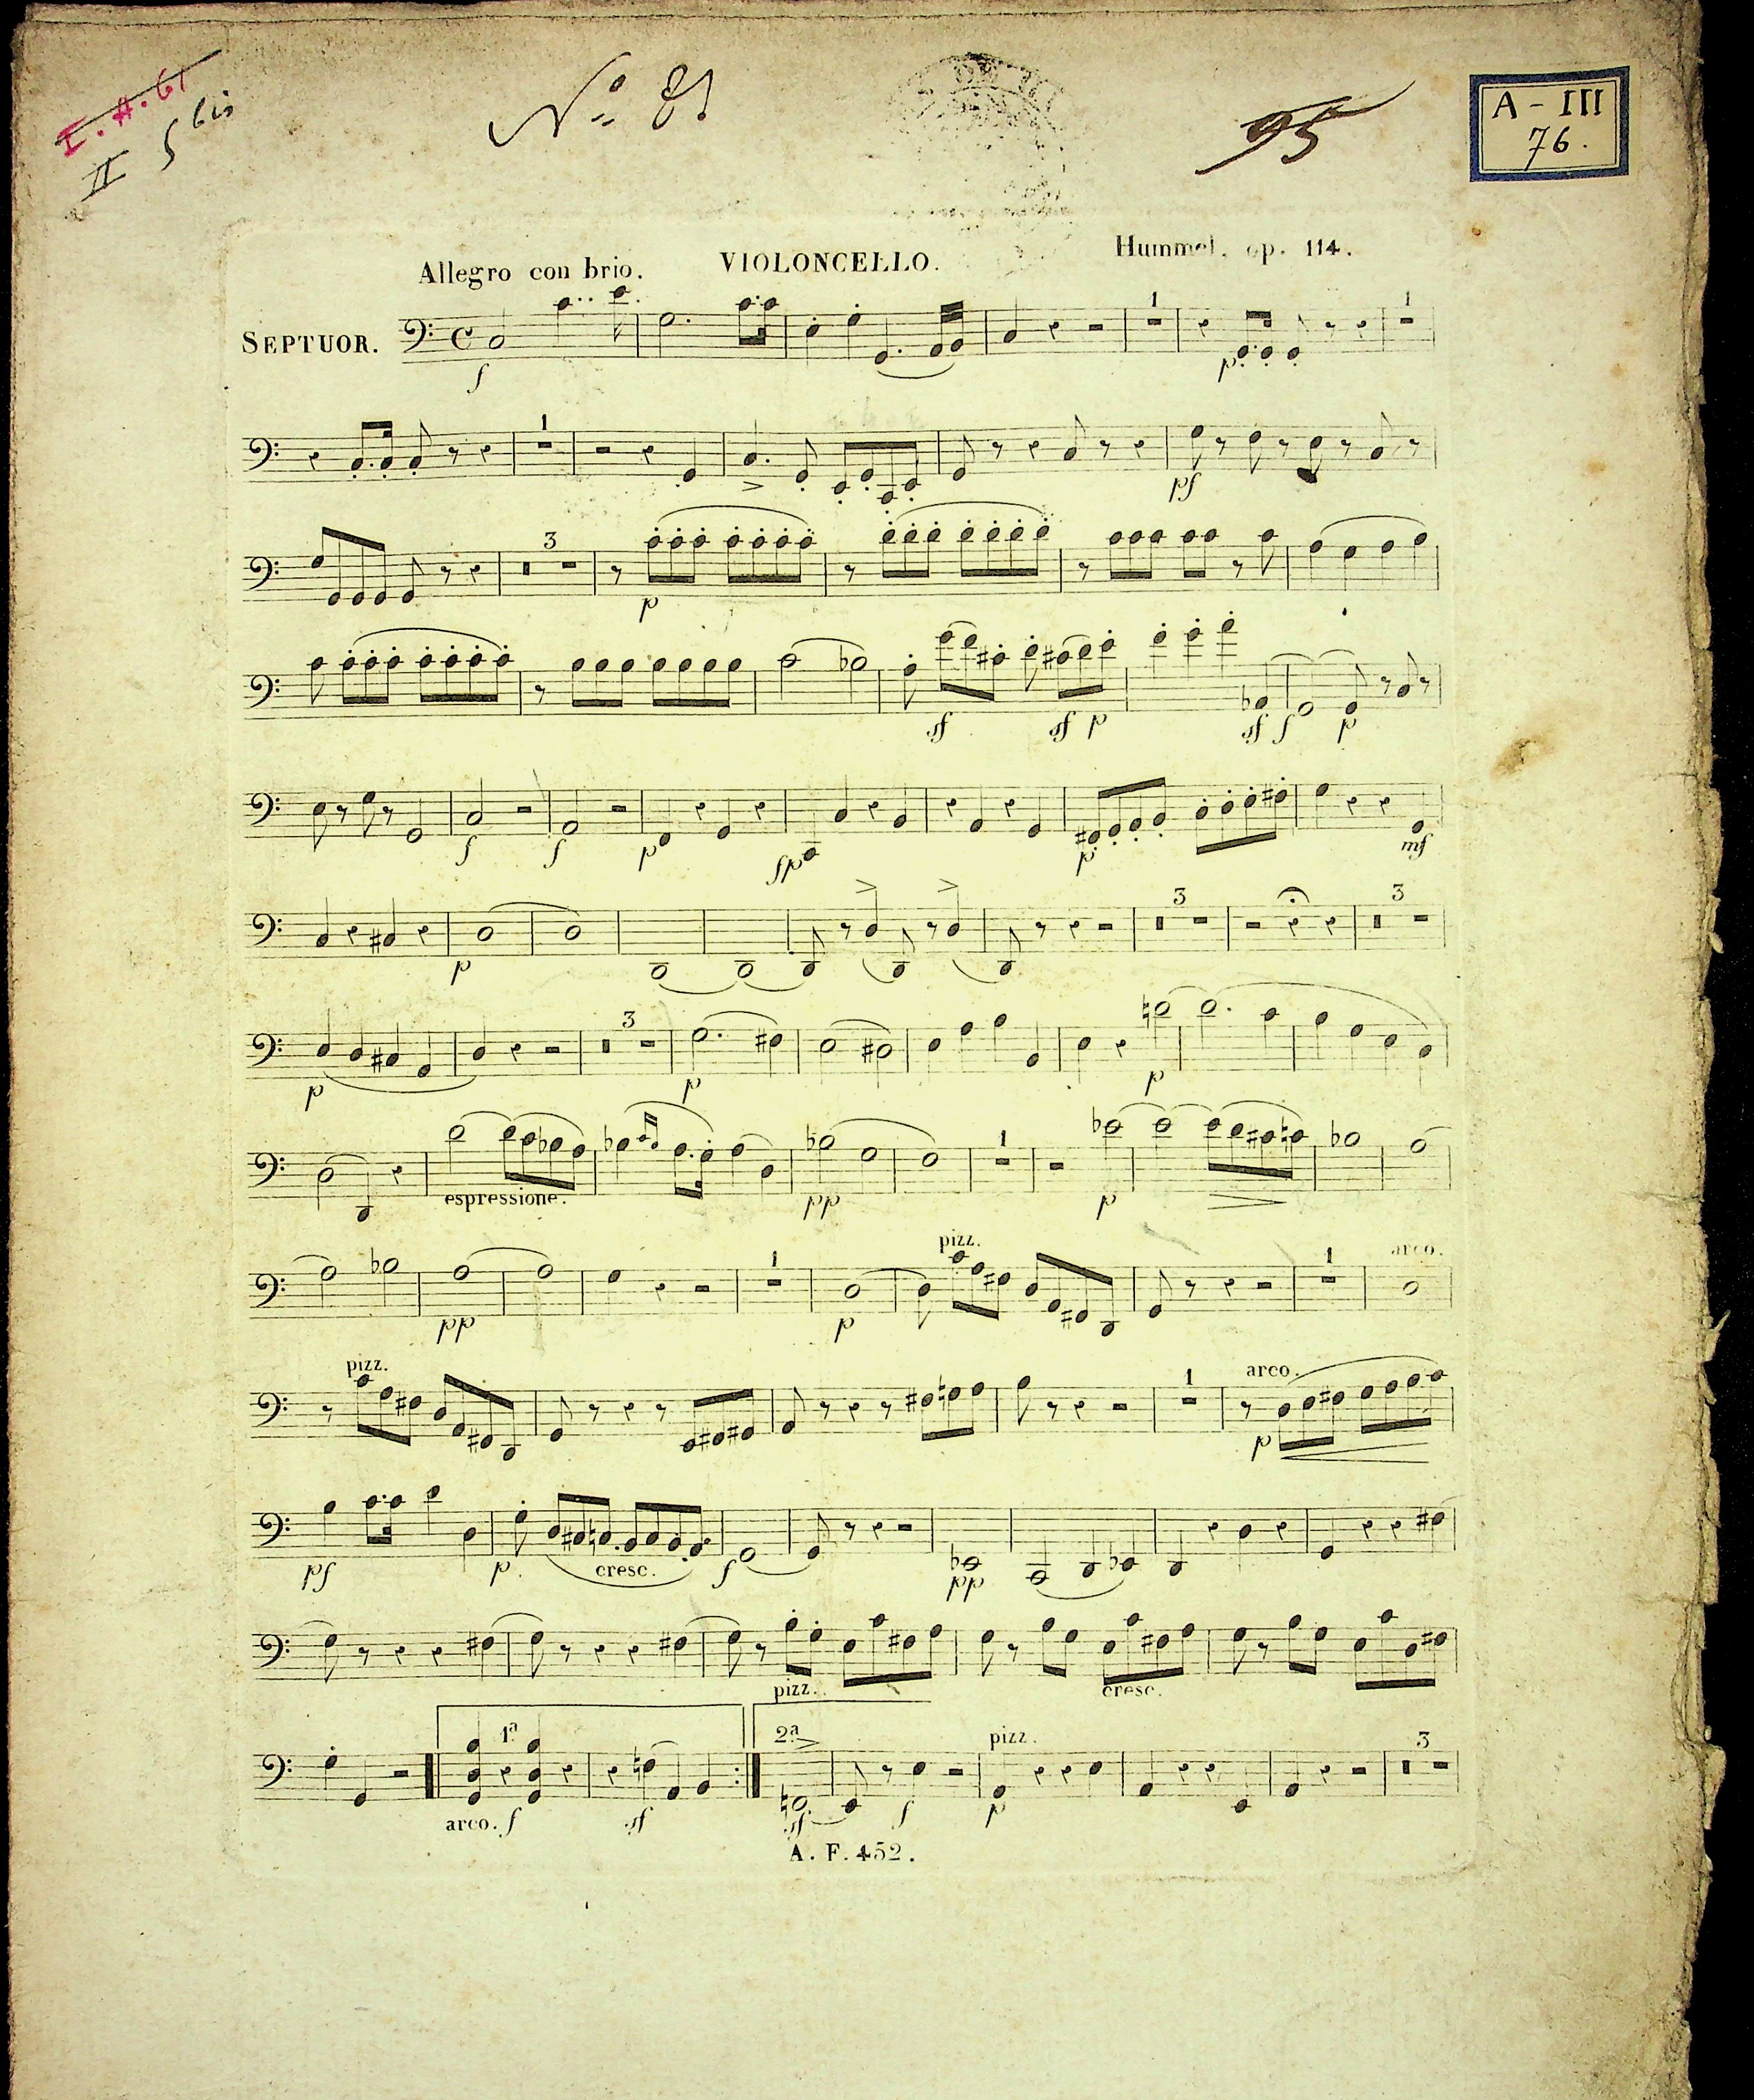 I. A. 61
II 5 bis
Nº 81
95
A - III
76.
Allegro con brio.
VIOLONCELLO.
Hummel. op. 114.
SEPTUOR.
f
p
1
1
1
pf
3
p
sf
sf
p
sf
f
p
f
f
p
fp
p
mf
p
3
3
p
3
p
p
espressione.
pp
1
p
pp
1
p
pizz.
1
arco.
pizz.
1
arco.
p
pf
p.
cresc.
f
pp
pizz.
cresc.
1ª
arco. f
sf
2ª
sf
f
pizz.
p
3
A. F. 452.